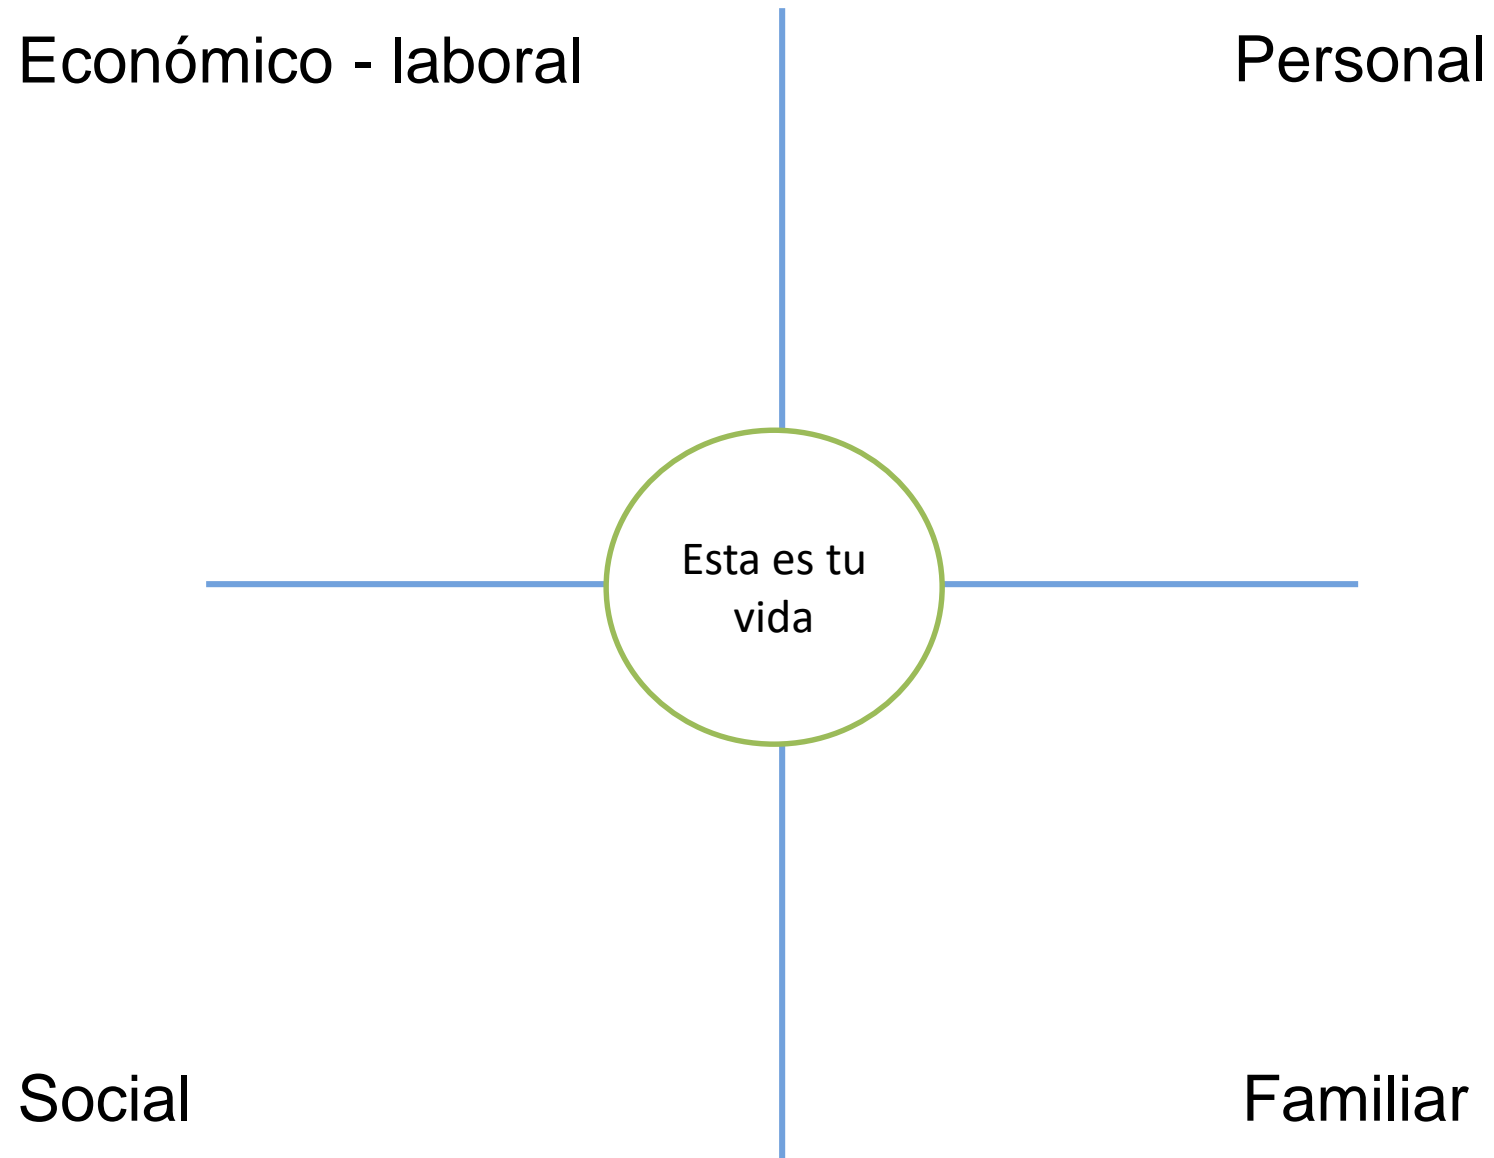 Económico - laboral
Personal
Esta es tu
vida
Social
Familiar